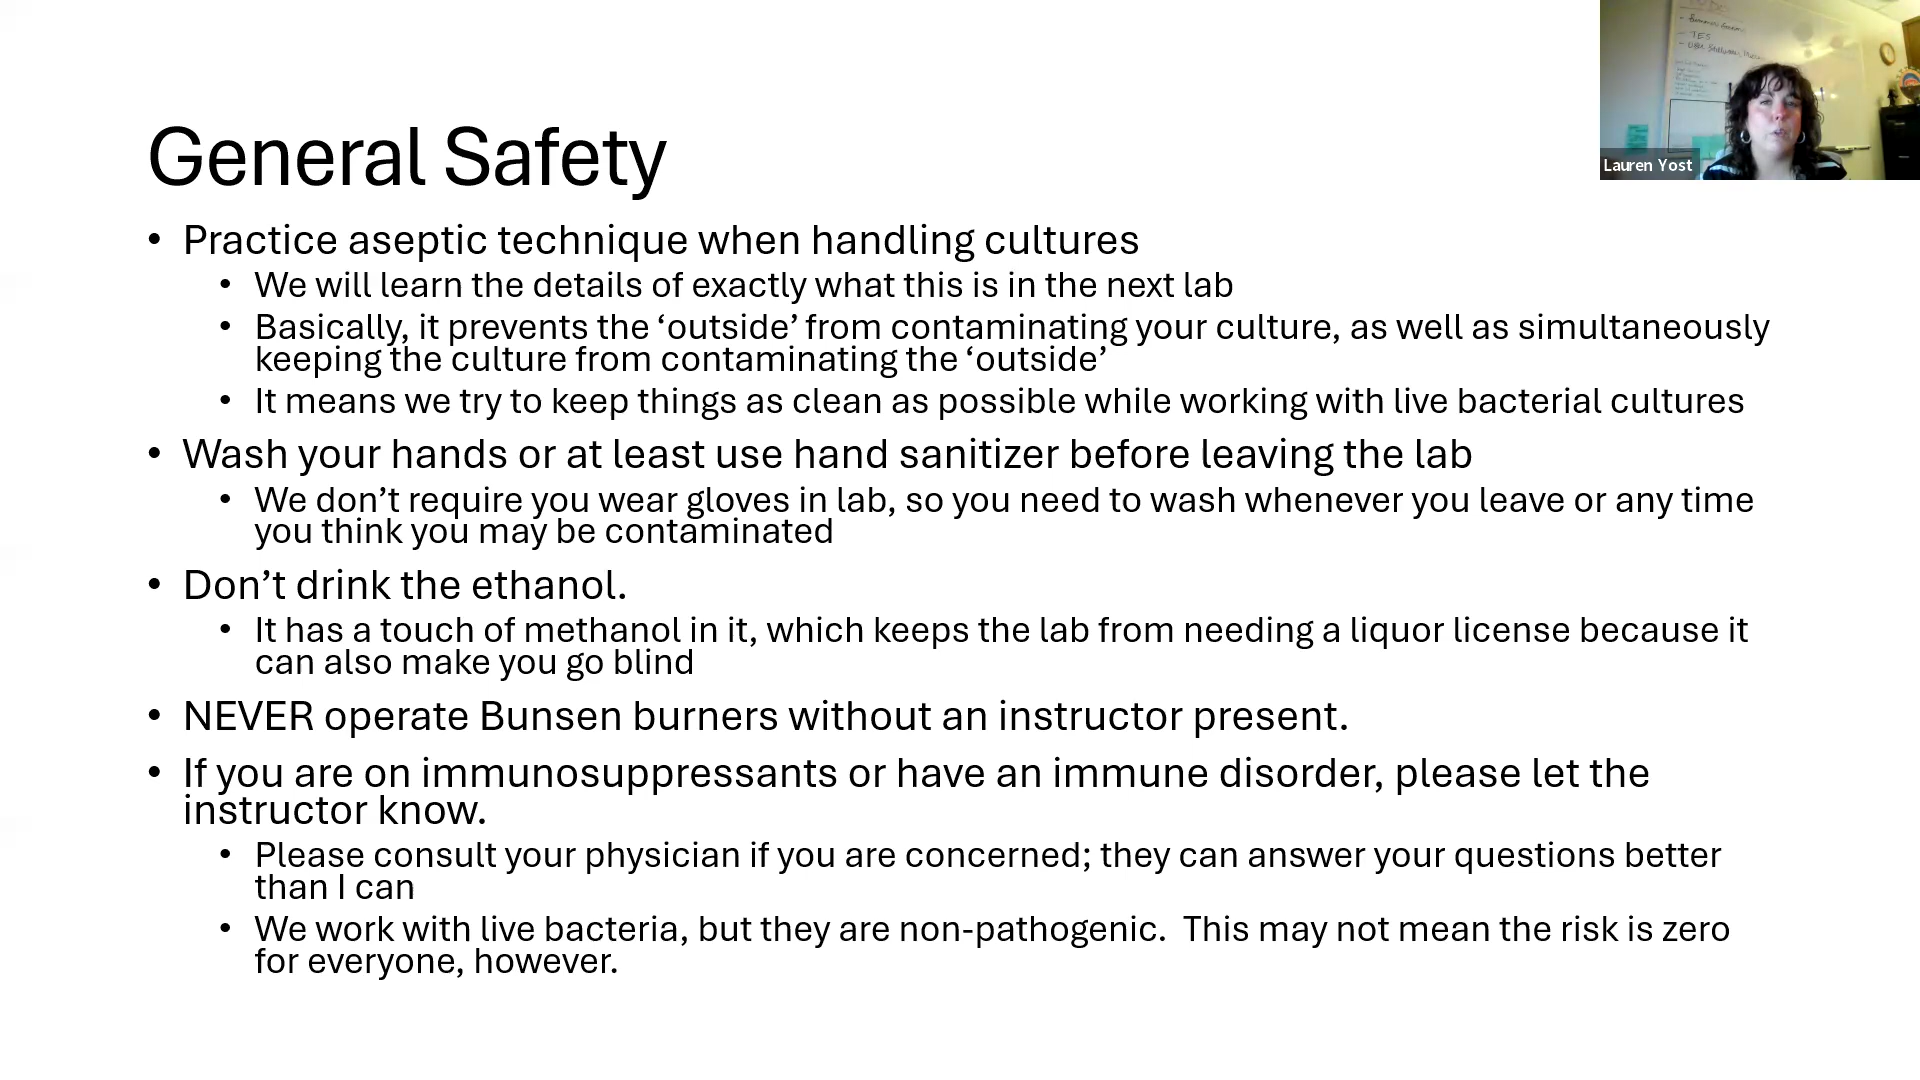 General Safety
• Practice aseptic technique when handling cultures
• We will learn the details of exactly what this is in the next lab
• Basically, it prevents the ‘outside’ from contaminating your culture, as well as simultaneously
keeping the culture from contaminating the ‘outside’
• It means we try to keep things as clean as possible while working with live bacterial cultures
• Wash your hands or at least use hand sanitizer before leaving the lab
• We don’t require you wear gloves in lab, so you need to wash whenever you leave or any time
you think you may be contaminated
• Don’t drink the ethanol.
• It has a touch of methanol in it, which keeps the lab from needing a liquor license because it
can also make you go blind
• NEVER operate Bunsen burners without an instructor present.
• If you are on immunosuppressants or have an immune disorder, please let the
instructor know.
• Please consult your physician if you are concerned; they can answer your questions better
than I can
• We work with live bacteria, but they are non-pathogenic.  This may not mean the risk is zero
for everyone, however.
- TES
Lauren Yost